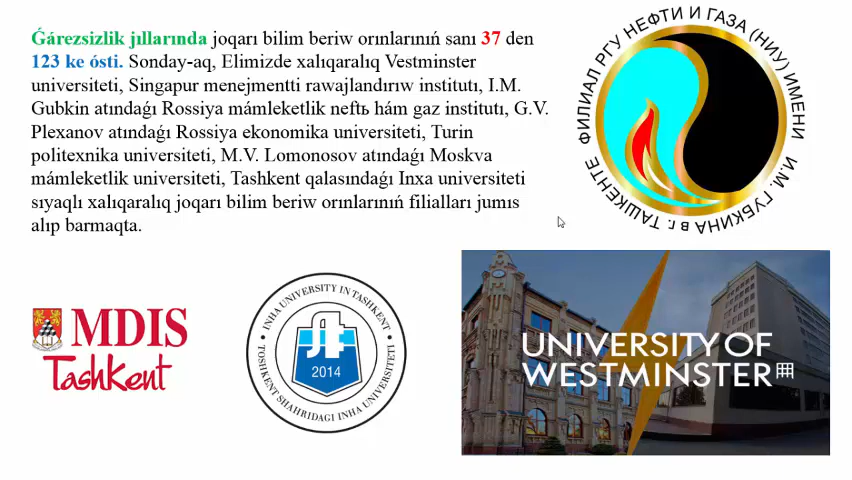 Ǵárezsizlik jıllarında joqarı bilim beriw orınlarınıń sanı 37 den
123 ke ósti. Sonday-aq, Elimizde xalıqaralıq Vestminster
universiteti, Singapur menejmentti rawajlandırıw institutı, I.M.
Gubkin atındaǵı Rossiya mámleketlik neftь hám gaz institutı, G.V.
Plexanov atındaǵı Rossiya ekonomika universiteti, Turin
politexnika universiteti, M.V. Lomonosov atındaǵı Moskva
mámleketlik universiteti, Tashkent qalasındaǵı Inxa universiteti
sıyaqlı xalıqaralıq joqarı bilim beriw orınlarınıń filialları jumıs
alıp barmaqta.
ФИЛИАЛ РГУ НЕФТИ И ГАЗА (НИУ) ИМЕНИ И.М. ГУБКИНА в г. ТАШКЕНТЕ
MDIS
Tashkent
INHA UNIVERSITY IN TASHKENT
2014
TOSHKENT SHAHRIDAGI INHA UNIVERSITETI
UNIVERSITY OF
WESTMINSTER